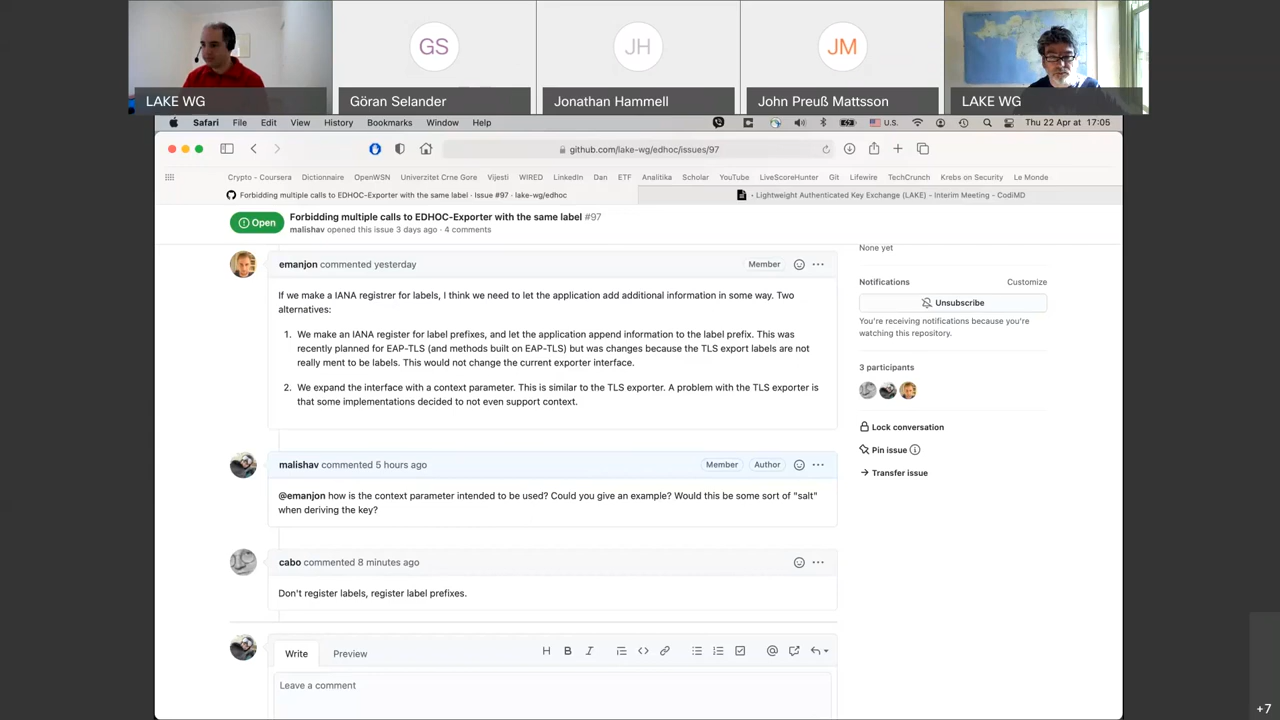 GS
JH
JM
LAKE WG
Göran Selander
Jonathan Hammell
John Preuß Mattsson
LAKE WG
Safari File Edit View History Bookmarks Window Help
U.S.
Thu 22 Apr at 17:05
github.com/lake-wg/edhoc/issues/97
Crypto - Coursera Dictionnaire OpenWSN Univerzitet Crne Gore Vijesti WIRED LinkedIn Dan ETF Analitika Scholar YouTube LiveScoreHunter Git Lifewire TechCrunch Krebs on Security Le Monde
Forbidding multiple calls to EDHOC-Exporter with the same label · Issue #97 · lake-wg/edhoc
Lightweight Authenticated Key Exchange (LAKE) – Interim Meeting - CodiMD
Open
Forbidding multiple calls to EDHOC-Exporter with the same label #97
malishav opened this issue 3 days ago · 4 comments
emanjon commented yesterday
Member
If we make a IANA registrer for labels, I think we need to let the application add additional information in some way. Two
alternatives:
1. We make an IANA register for label prefixes, and let the application append information to the label prefix. This was
recently planned for EAP-TLS (and methods built on EAP-TLS) but was changes because the TLS export labels are not
really ment to be labels. This would not change the current exporter interface.
2. We expand the interface with a context parameter. This is similar to the TLS exporter. A problem with the TLS exporter is
that some implementations decided to not even support context.
malishav commented 5 hours ago
Member Author
@emanjon how is the context parameter intended to be used? Could you give an example? Would this be some sort of "salt"
when deriving the key?
cabo commented 8 minutes ago
Don't register labels, register label prefixes.
Write Preview
Leave a comment
None yet
Notifications Customize
Unsubscribe
You're receiving notifications because you're
watching this repository.
3 participants
Lock conversation
Pin issue
Transfer issue
+7